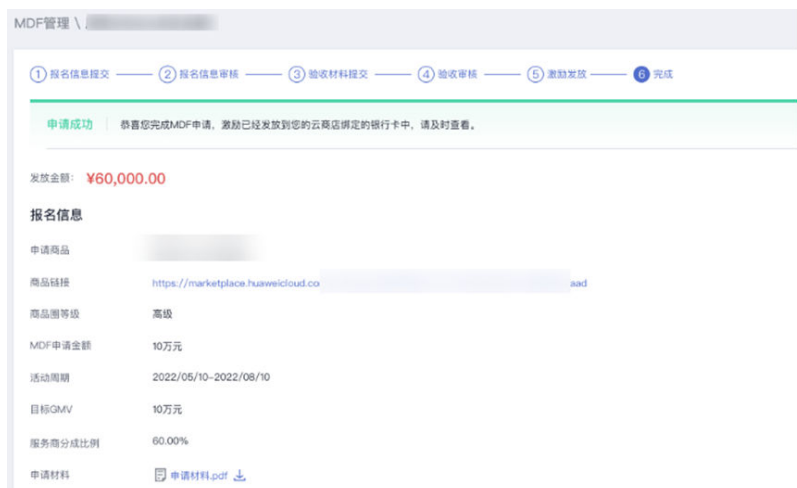 MDF管理 \
1 报名信息提交 2 报名信息审核 3 验收材料提交 4 验收审核 5 激励发放 6 完成
申请成功 恭喜您完成MDF申请，激励已经发放到您的云商店绑定的银行卡中，请及时查看。
发放金额： ¥60,000.00
报名信息
申请商品
商品链接 https://marketplace.huaweicloud.co aad
商品圈等级 高级
MDF申请金额 10万元
活动周期 2022/05/10-2022/08/10
目标GMV 10万元
服务商分成比例 60.00%
申请材料 申请材料.pdf